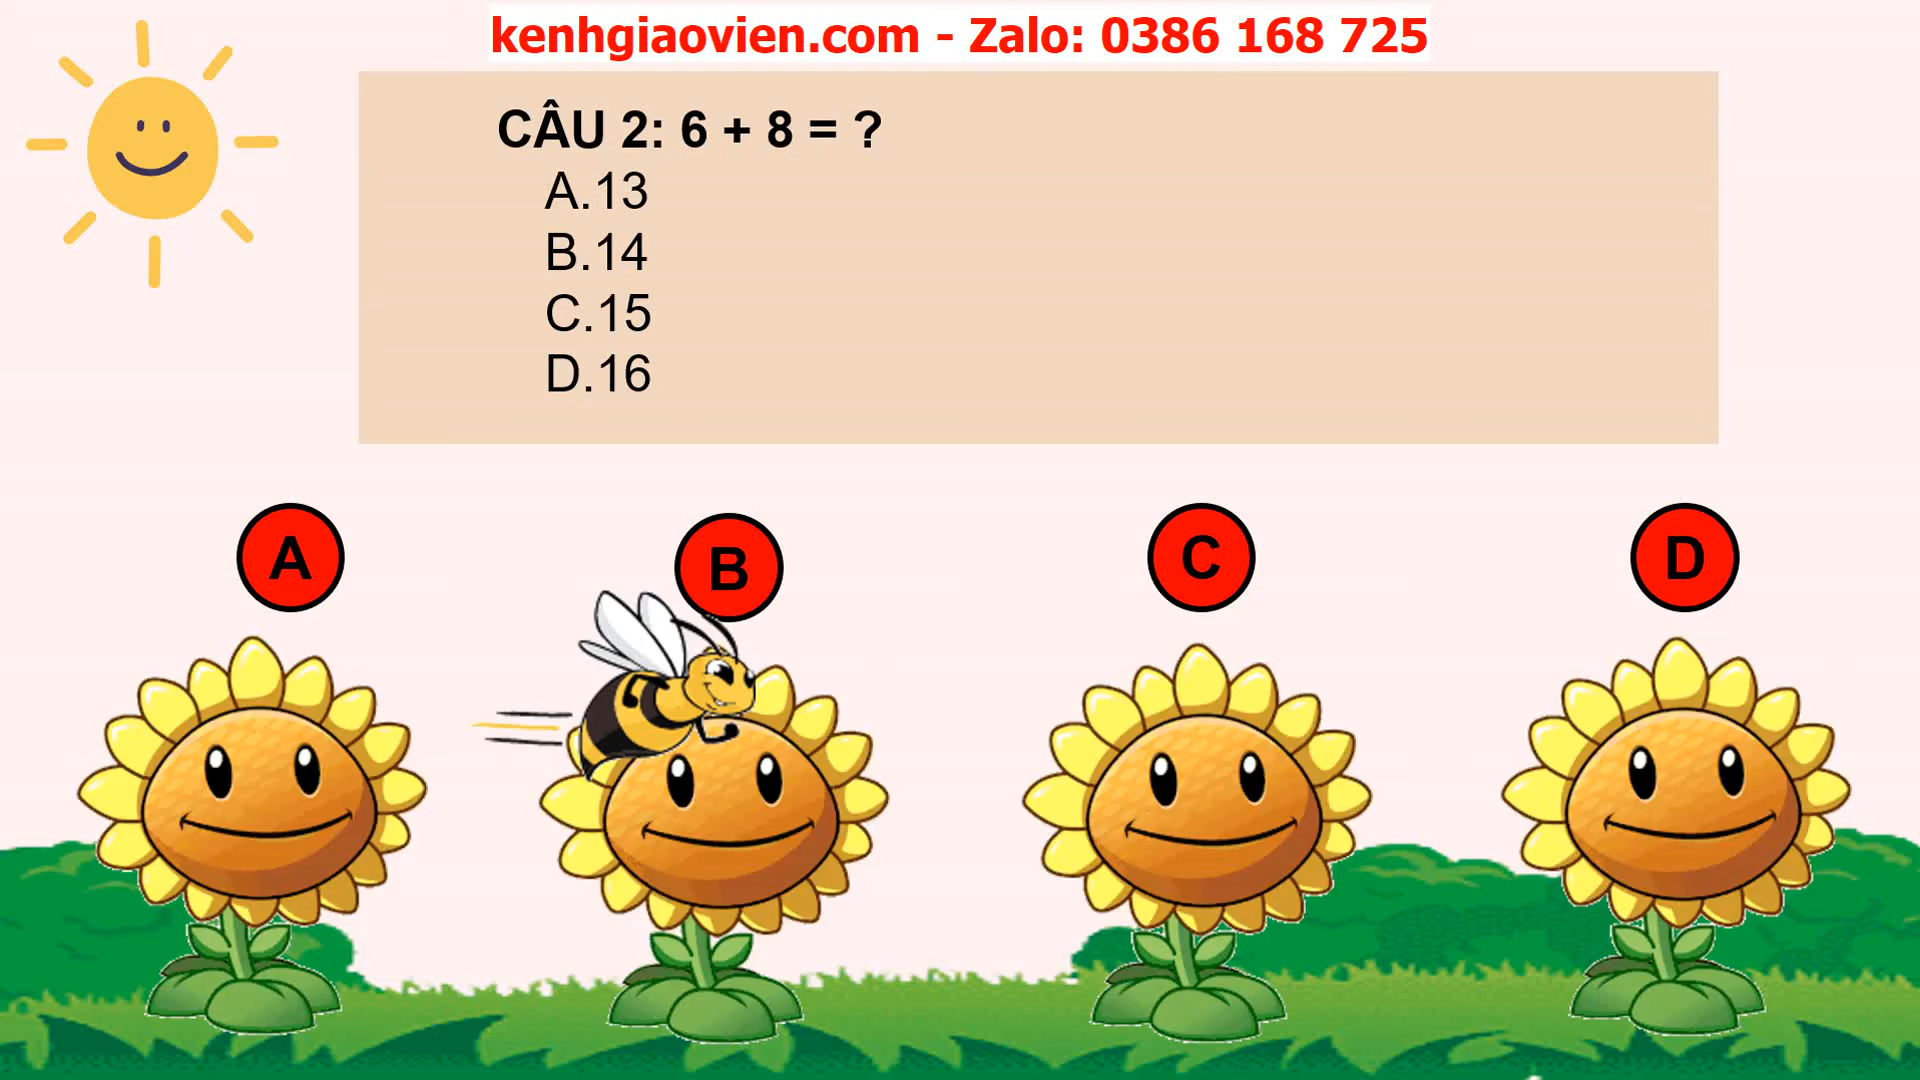 kenhgiaovien.com - Zalo: 0386 168 725
CÂU 2: 6 + 8 = ?
A.13
B.14
C.15
D.16
A
B
C
D